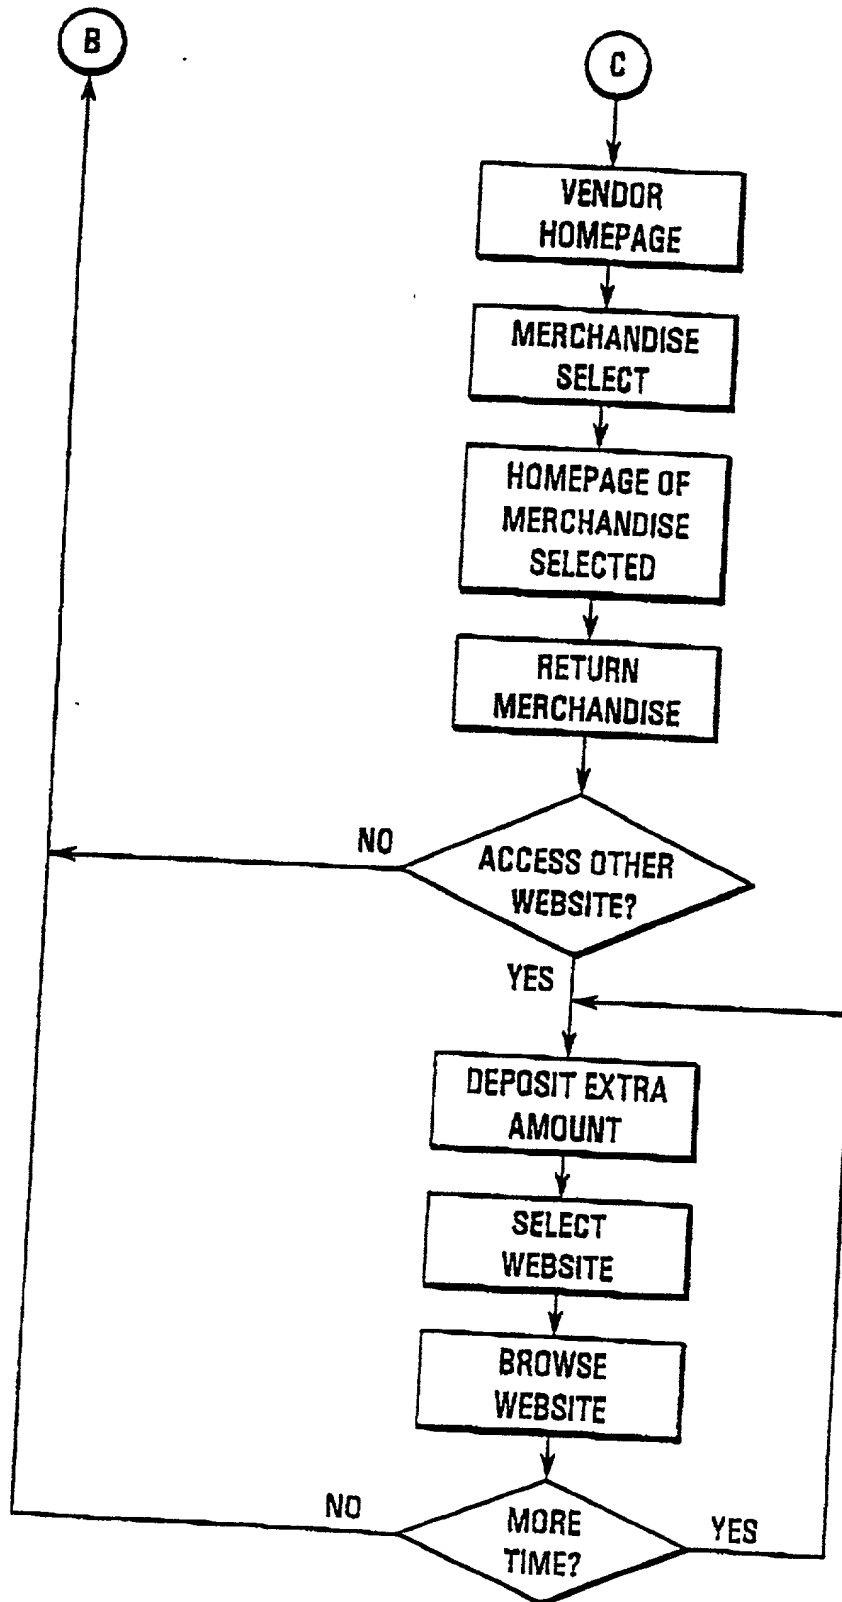 B
C
VENDOR
HOMEPAGE
MERCHANDISE
SELECT
HOMEPAGE OF
MERCHANDISE
SELECTED
RETURN
MERCHANDISE
NO
ACCESS OTHER
WEBSITE?
YES
DEPOSIT EXTRA
AMOUNT
SELECT
WEBSITE
BROWSE
WEBSITE
NO
MORE
TIME?
YES